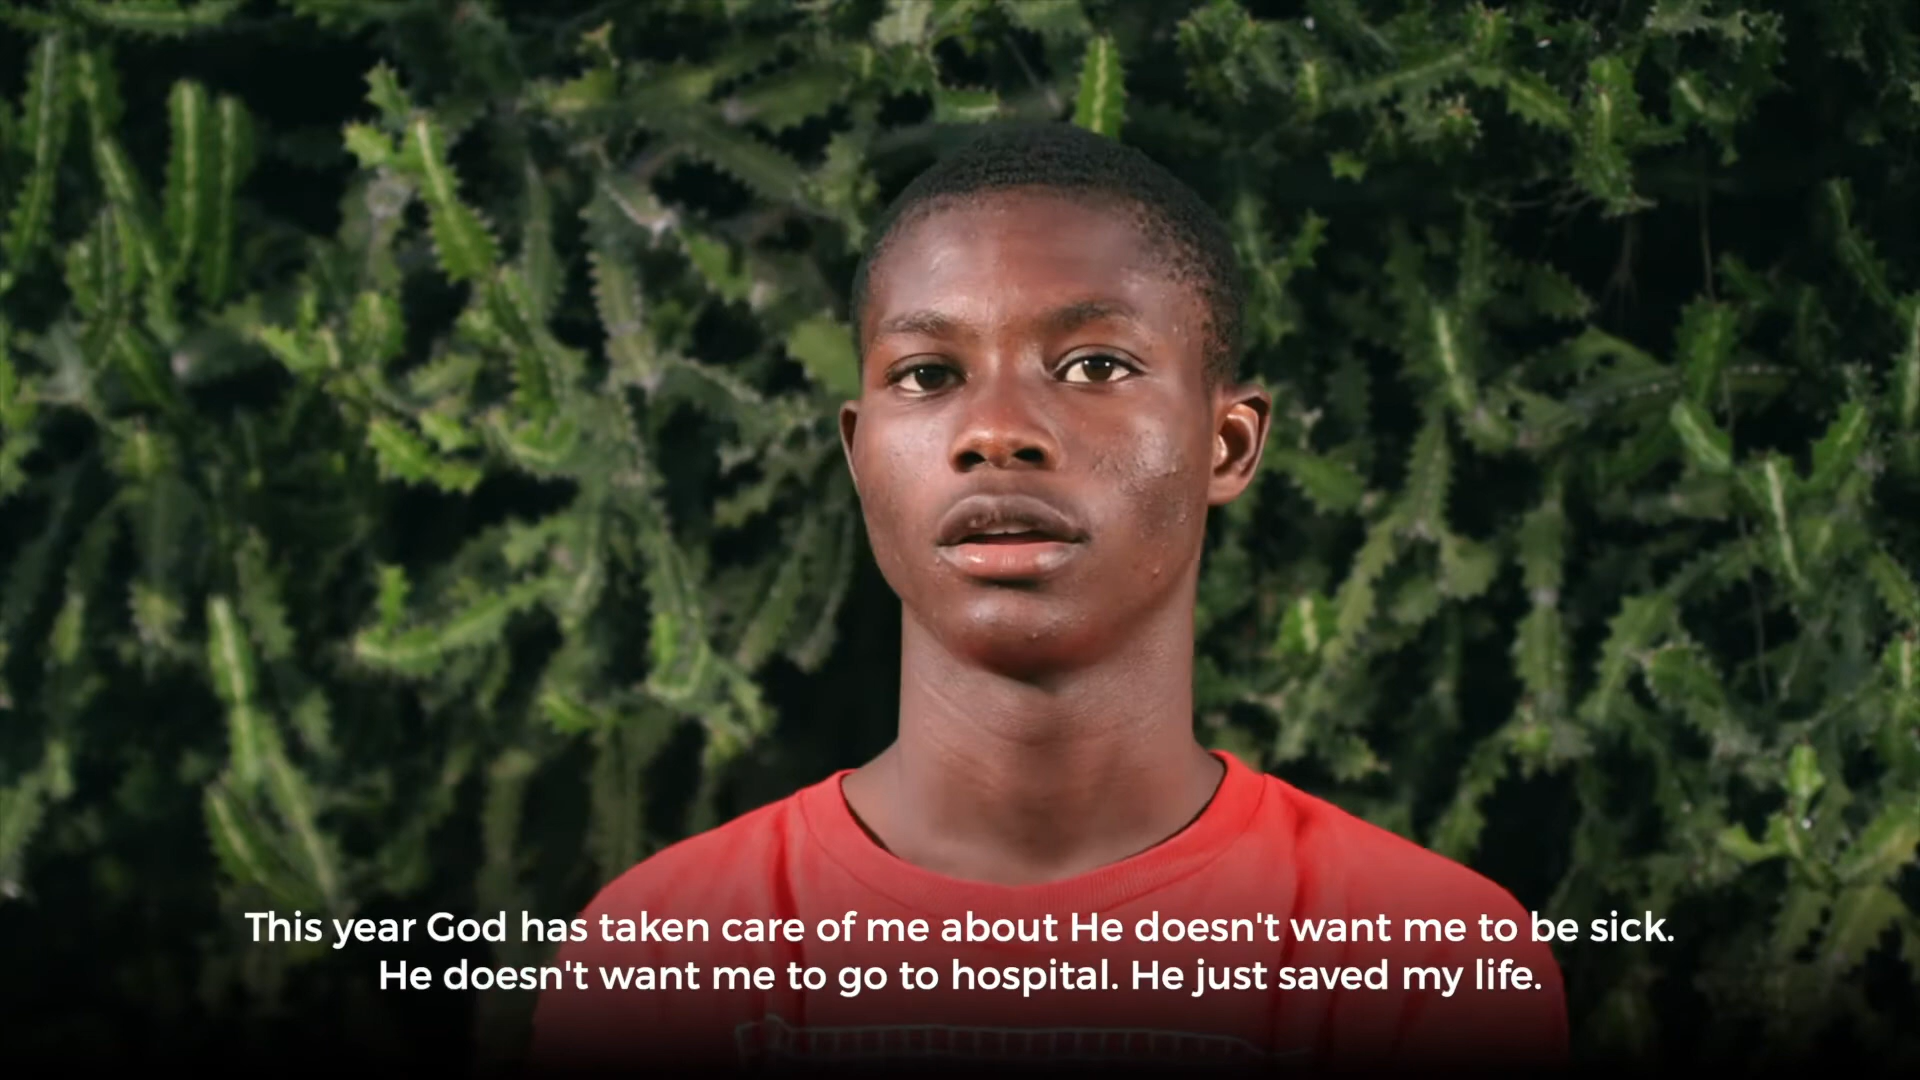 This year God has taken care of me about He doesn't want me to be sick.
He doesn't want me to go to hospital. He just saved my life.